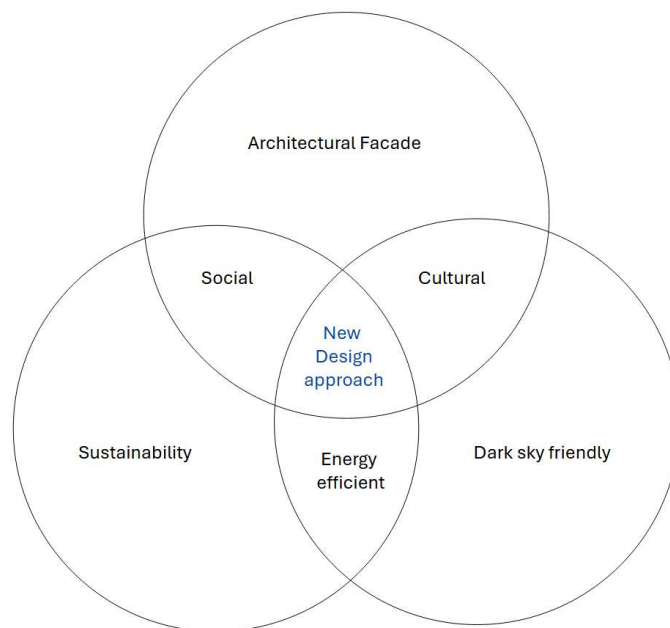 Architectural Facade
Social
Cultural
New
Design
approach
Sustainability
Energy
efficient
Dark sky friendly